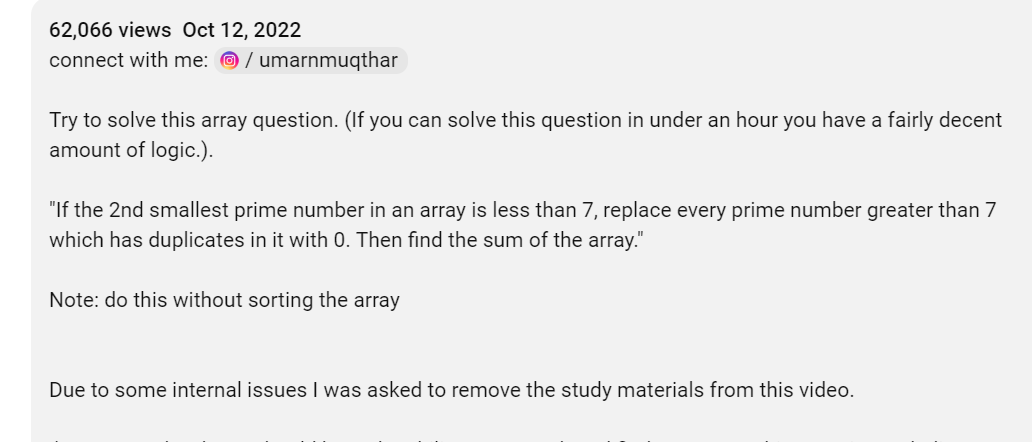 62,066 views Oct 12, 2022
connect with me: / umarnmuqthar
Try to solve this array question. (If you can solve this question in under an hour you have a fairly decent
amount of logic.).
"If the 2nd smallest prime number in an array is less than 7, replace every prime number greater than 7
which has duplicates in it with 0. Then find the sum of the array."
Note: do this without sorting the array
Due to some internal issues I was asked to remove the study materials from this video.